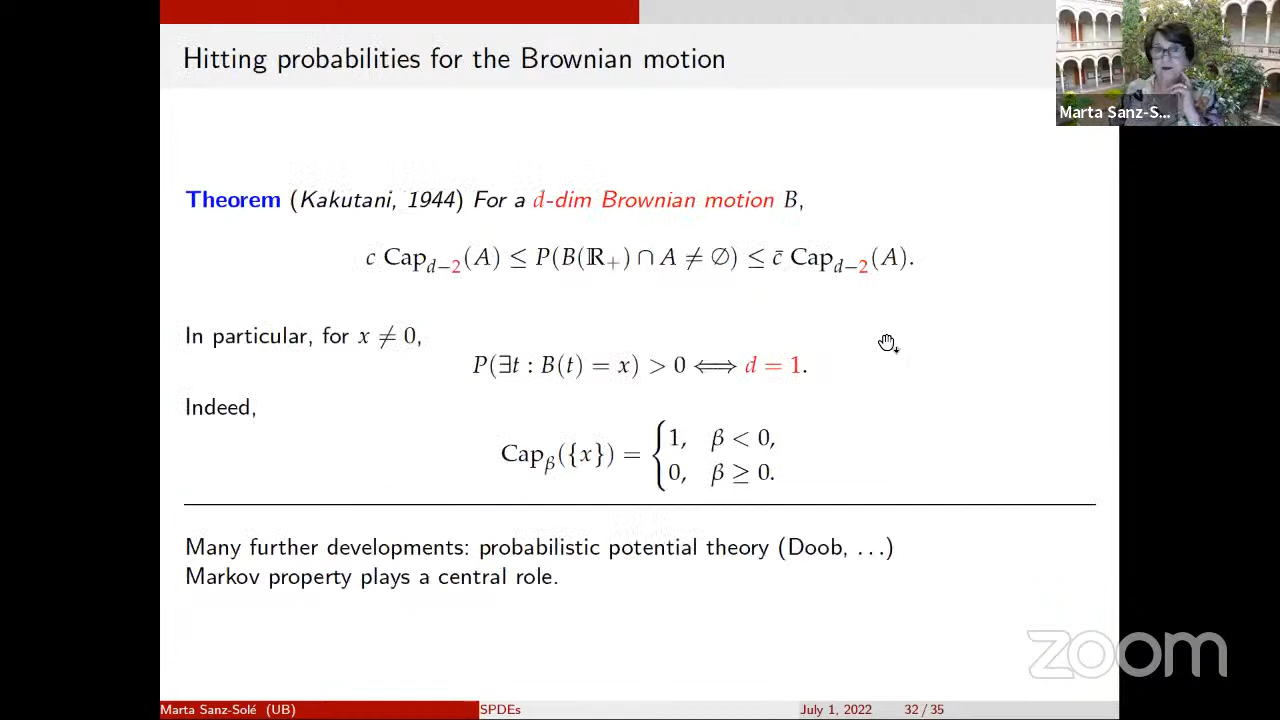 Hitting probabilities for the Brownian motion
Marta Sanz-S...
Theorem (Kakutani, 1944) For a d-dim Brownian motion B,
c Cap_{d−2}(A) ≤ P(B(ℝ₊) ∩ A ≠ ∅) ≤ c̄ Cap_{d−2}(A).
In particular, for x ≠ 0,
P(∃t : B(t) = x) > 0 ⟺ d = 1.
Indeed,
Cap_β({x}) = { 1, β < 0,
0, β ≥ 0.
Many further developments: probabilistic potential theory (Doob, ...)
Markov property plays a central role.
zoom
Marta Sanz-Solé (UB) SPDEs July 1, 2022 32 / 35